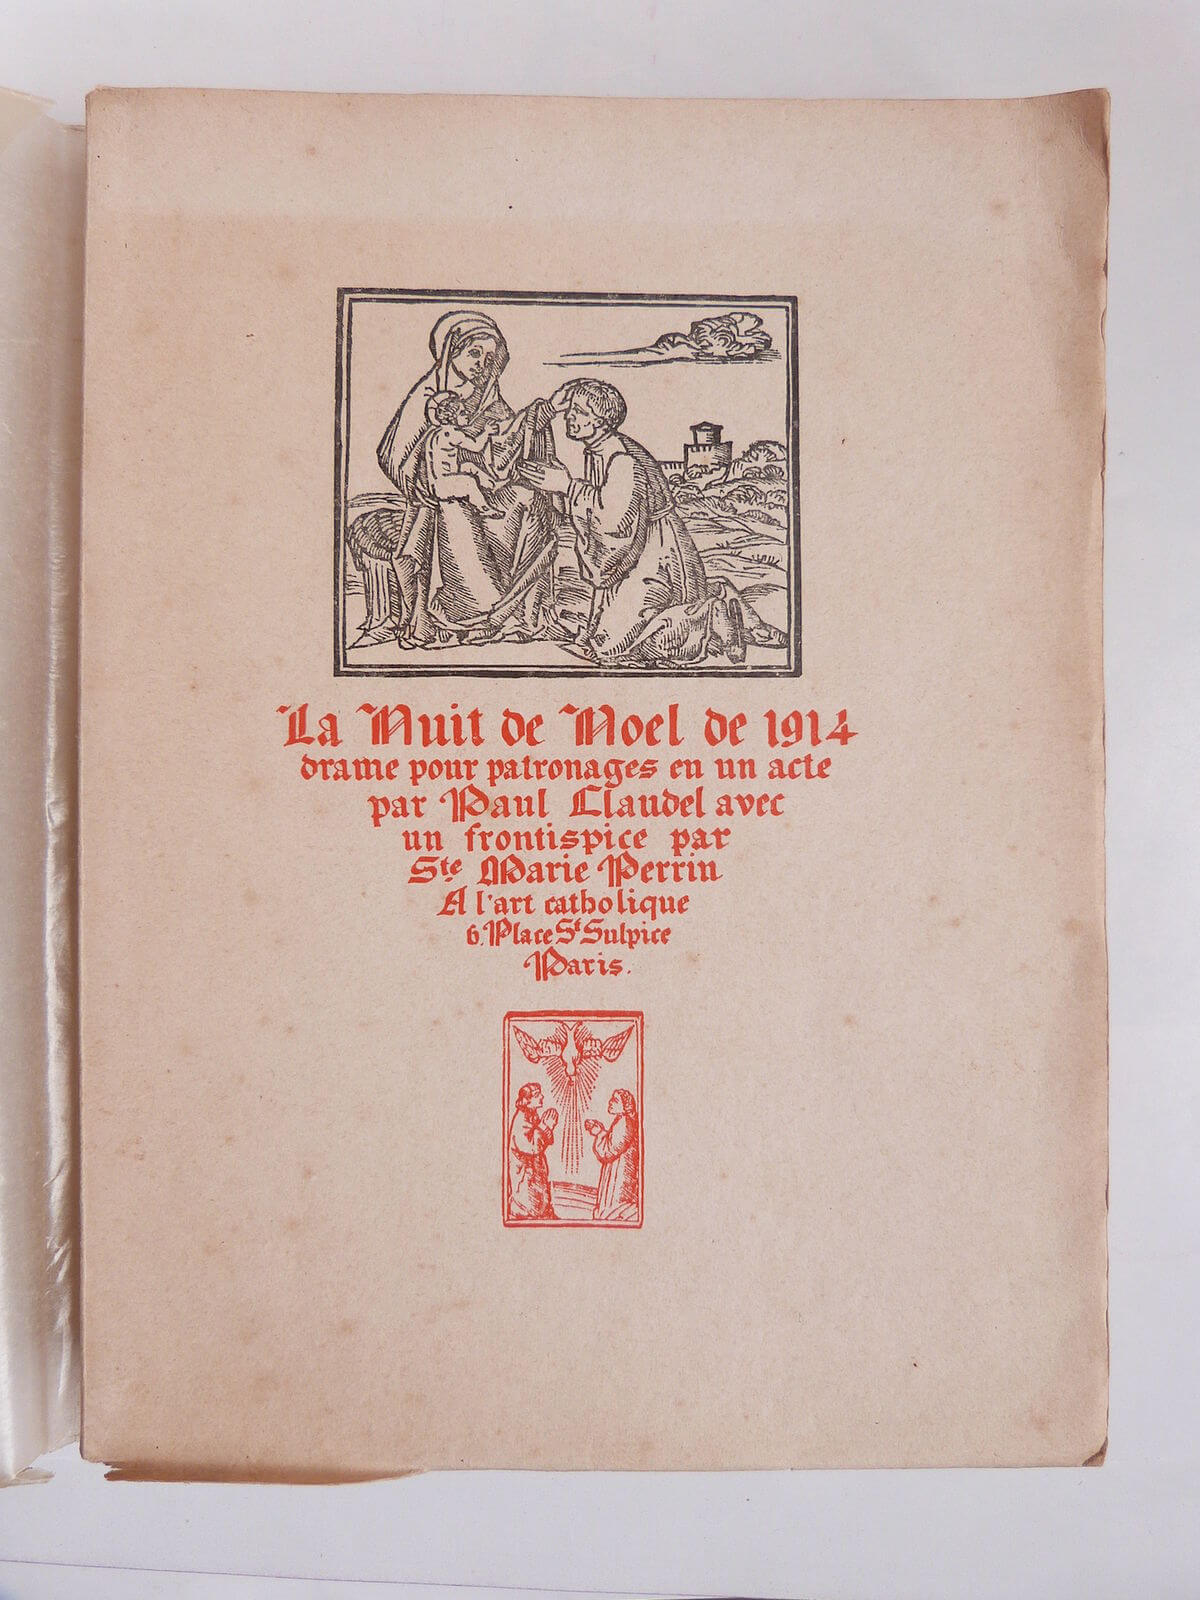 La Nuit de Noel de 1914
drame pour patronages en un acte
par Paul Claudel avec
un frontispice par
Ste Marie Perrin
A l'art catholique
6. Place St Sulpice
Paris.